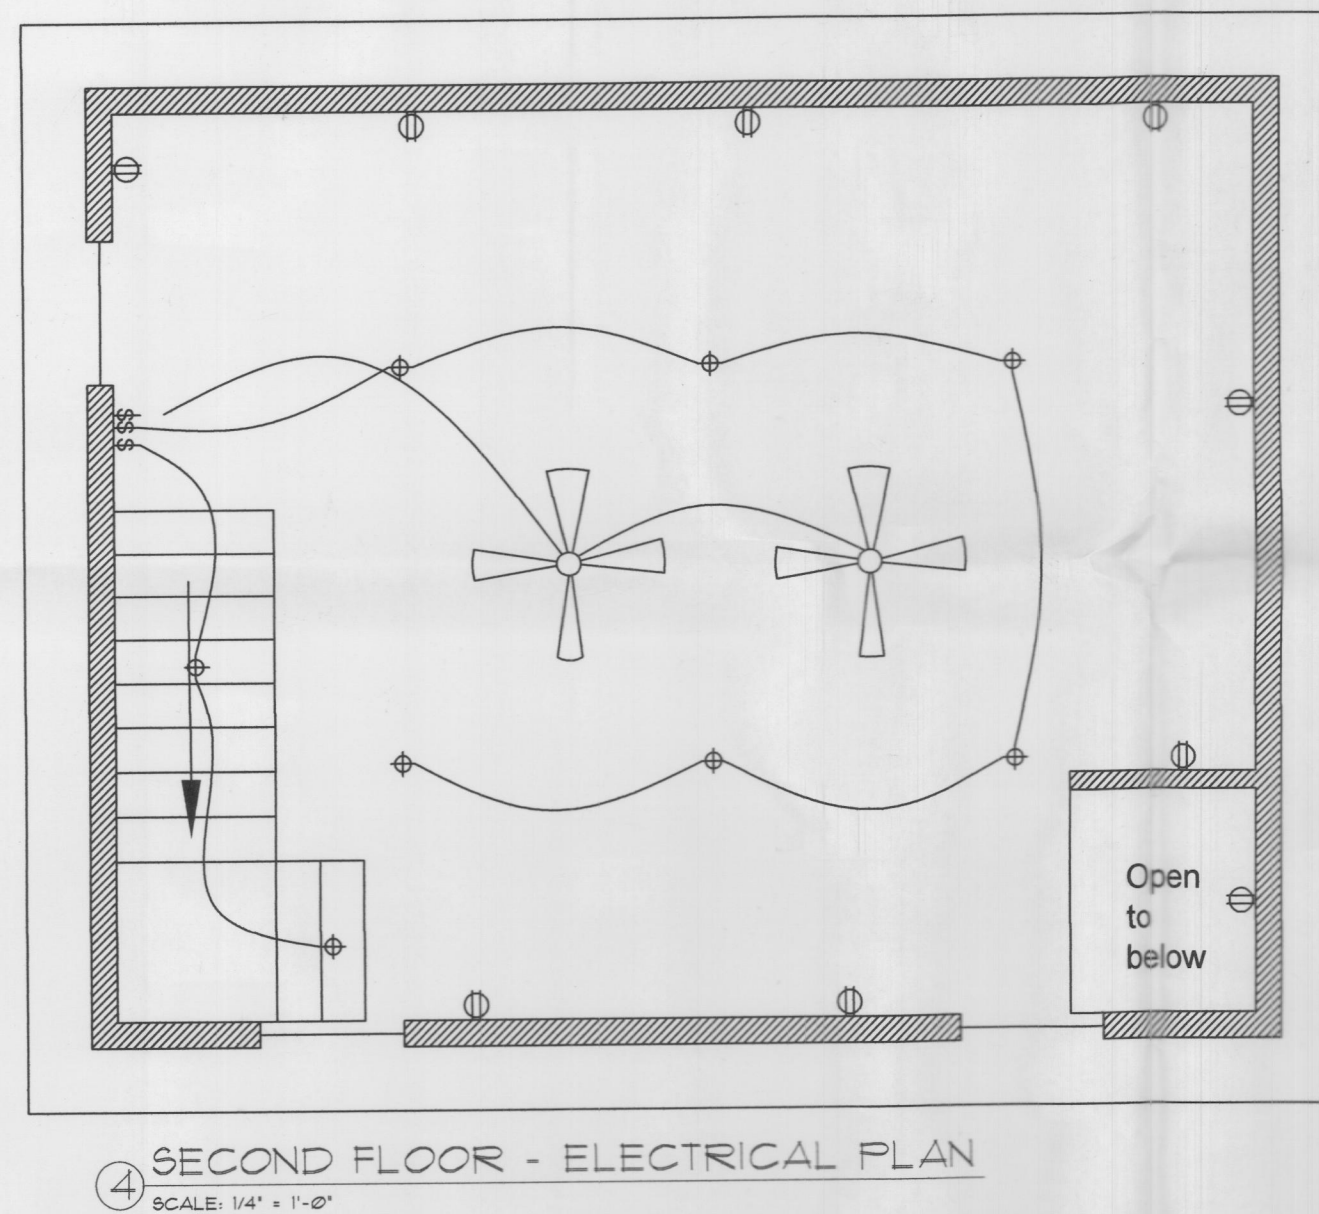 S
S
S
Open
to
below
4
SECOND FLOOR - ELECTRICAL PLAN
SCALE: 1/4" = 1'-0"